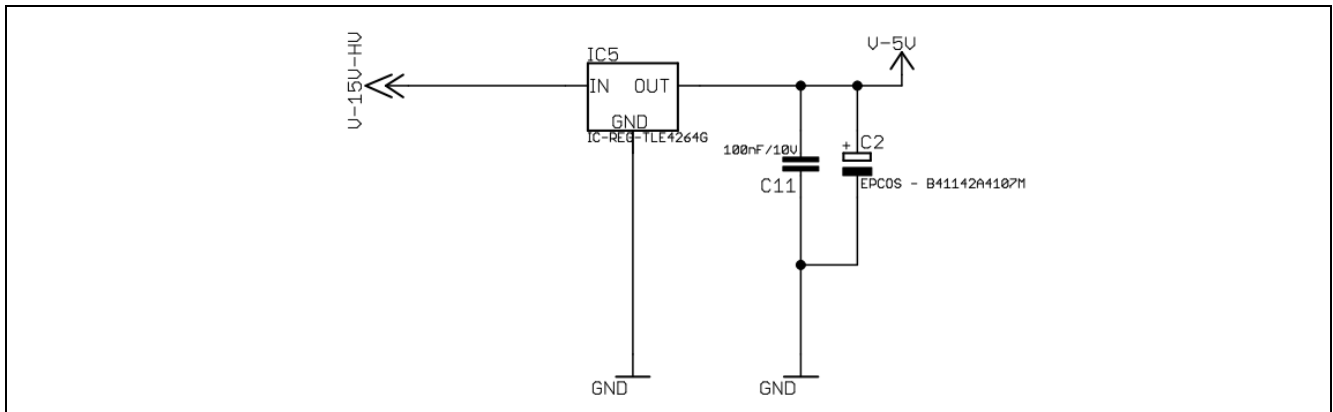 V-15V-HV
IC5
IN OUT
GND
IC-REG-TLE4264G
V-5V
100nF/10V
C11
+
C2
EPCOS - B41142A4107M
GND
GND